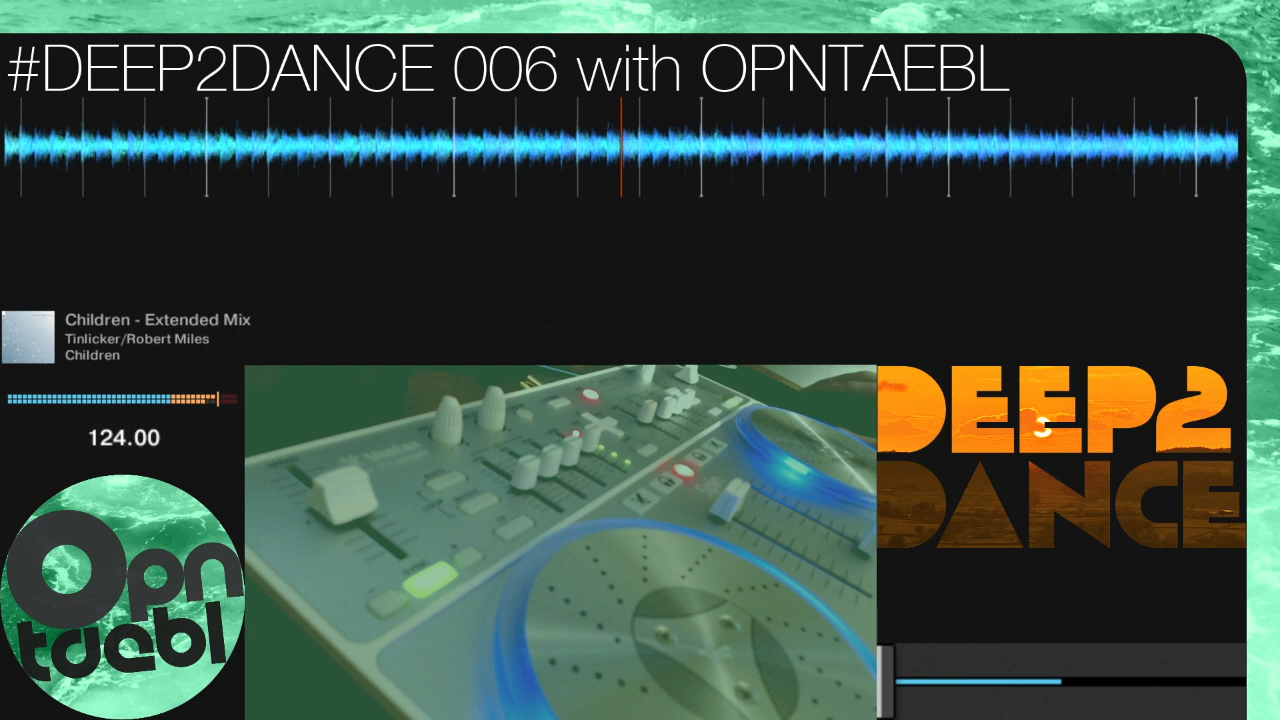 #DEEP2DANCE 006 with OPNTAEBL
Children - Extended Mix
Tinlicker/Robert Miles
Children
124.00
Opn
taebl
DEEP2
DANCE